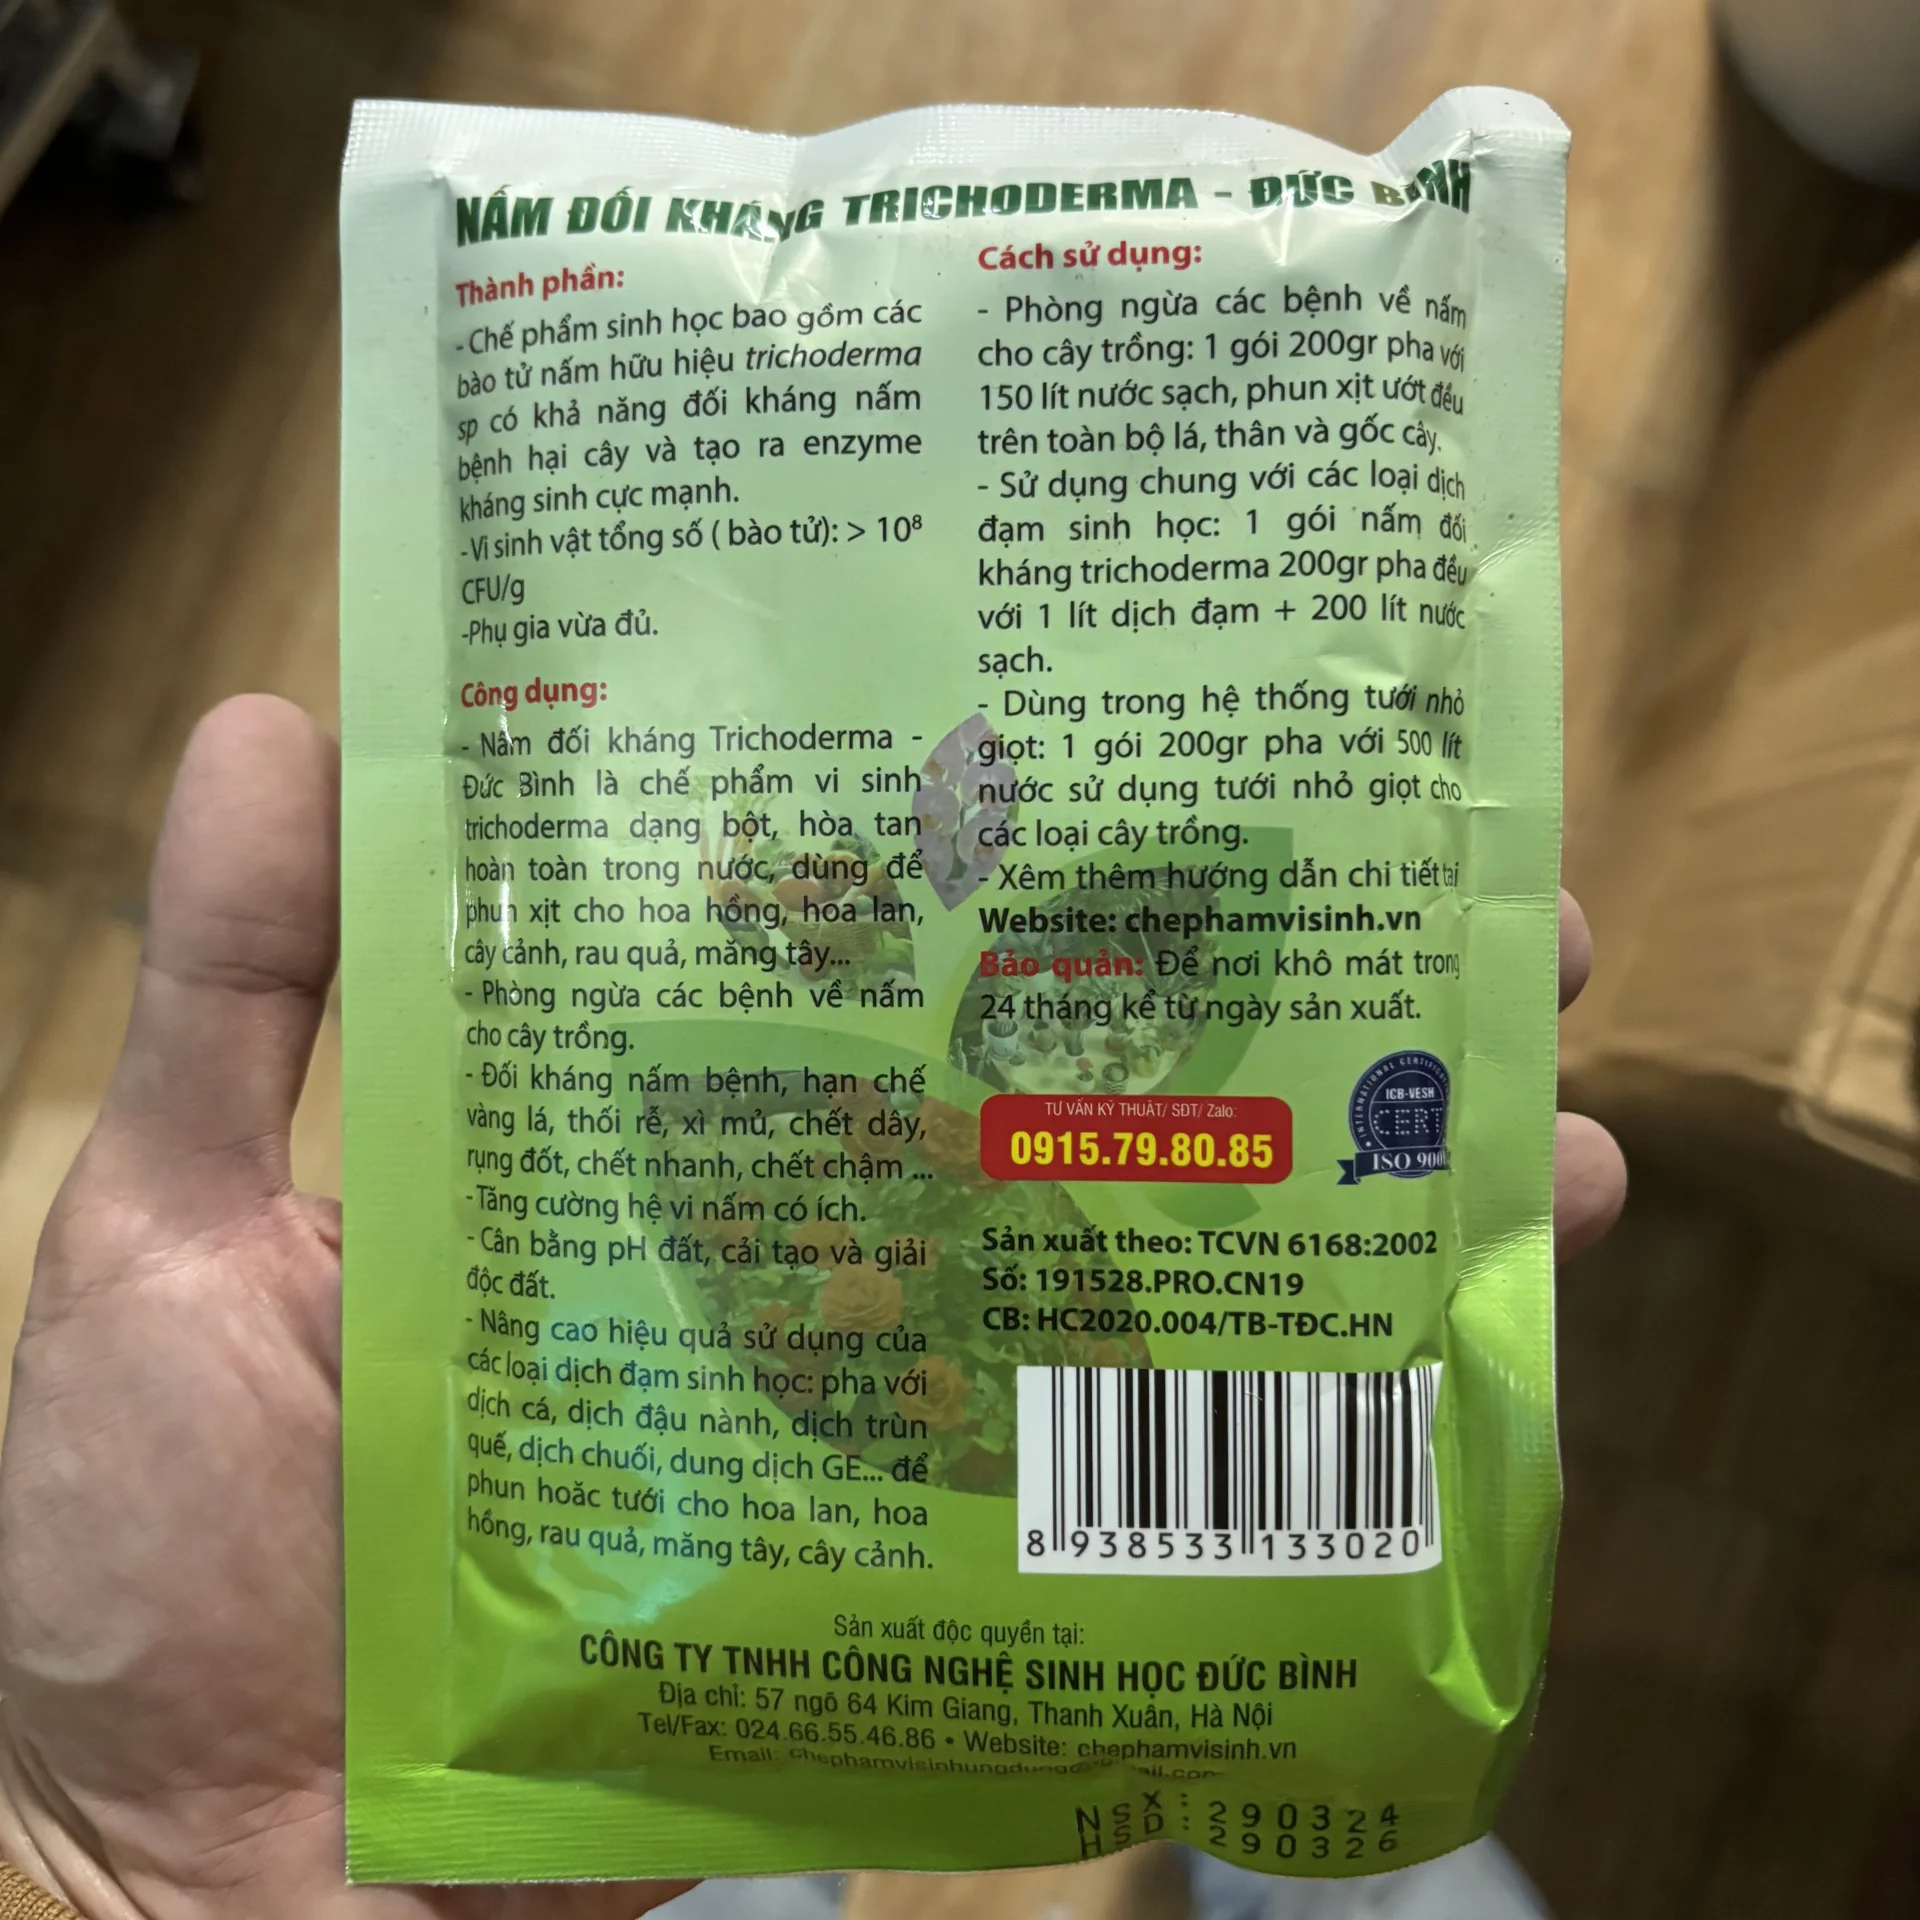 NẤM ĐỐI KHÁNG TRICHODERMA - ĐỨC BÌNH
Thành phần:
- Chế phẩm sinh học bao gồm các
bào tử nấm hữu hiệu trichoderma
sp có khả năng đối kháng nấm
bệnh hại cây và tạo ra enzyme
kháng sinh cực mạnh.
-Vi sinh vật tổng số ( bào tử): > 10⁸
CFU/g
-Phụ gia vừa đủ.
Công dụng:
- Nấm đối kháng Trichoderma -
Đức Bình là chế phẩm vi sinh
trichoderma dạng bột, hòa tan
hoàn toàn trong nước, dùng để
phun xịt cho hoa hồng, hoa lan,
cây cảnh, rau quả, măng tây...
- Phòng ngừa các bệnh về nấm
cho cây trồng.
- Đối kháng nấm bệnh, hạn chế
vàng lá, thối rễ, xì mủ, chết dây,
rụng đốt, chết nhanh, chết chậm ...
-Tăng cường hệ vi nấm có ích.
- Cân bằng pH đất, cải tạo và giải
độc đất.
- Nâng cao hiệu quả sử dụng của
các loại dịch đạm sinh học: pha với
dịch cá, dịch đậu nành, dịch trùn
quế, dịch chuối, dung dịch GE... để
phun hoặc tưới cho hoa lan, hoa
hồng, rau quả, măng tây, cây cảnh.
Cách sử dụng:
- Phòng ngừa các bệnh về nấm
cho cây trồng: 1 gói 200gr pha với
150 lít nước sạch, phun xịt ướt đều
trên toàn bộ lá, thân và gốc cây.
- Sử dụng chung với các loại dịch
đạm sinh học: 1 gói nấm đối
kháng trichoderma 200gr pha đều
với 1 lít dịch đạm + 200 lít nước
sạch.
- Dùng trong hệ thống tưới nhỏ
giọt: 1 gói 200gr pha với 500 lít
nước sử dụng tưới nhỏ giọt cho
các loại cây trồng.
- Xêm thêm hướng dẫn chi tiết tại
Website: chephamvisinh.vn
Bảo quản: Để nơi khô mát trong
24 tháng kể từ ngày sản xuất.
TƯ VẤN KỸ THUẬT/ SĐT/ Zalo:
0915.79.80.85
INTERNATIONAL
ICB-VESH
CERT
ISO
Sản xuất theo: TCVN 6168:2002
Số: 191528.PRO.CN19
CB: HC2020.004/TB-TĐC.HN
8 938533 133020
Sản xuất độc quyền tại:
CÔNG TY TNHH CÔNG NGHỆ SINH HỌC ĐỨC BÌNH
Địa chỉ: 57 ngõ 64 Kim Giang, Thanh Xuân, Hà Nội
Tel/Fax: 024.66.55.46.86 • Website: chephamvisinh.vn
Email:
NSX: 290324
HSD: 290326